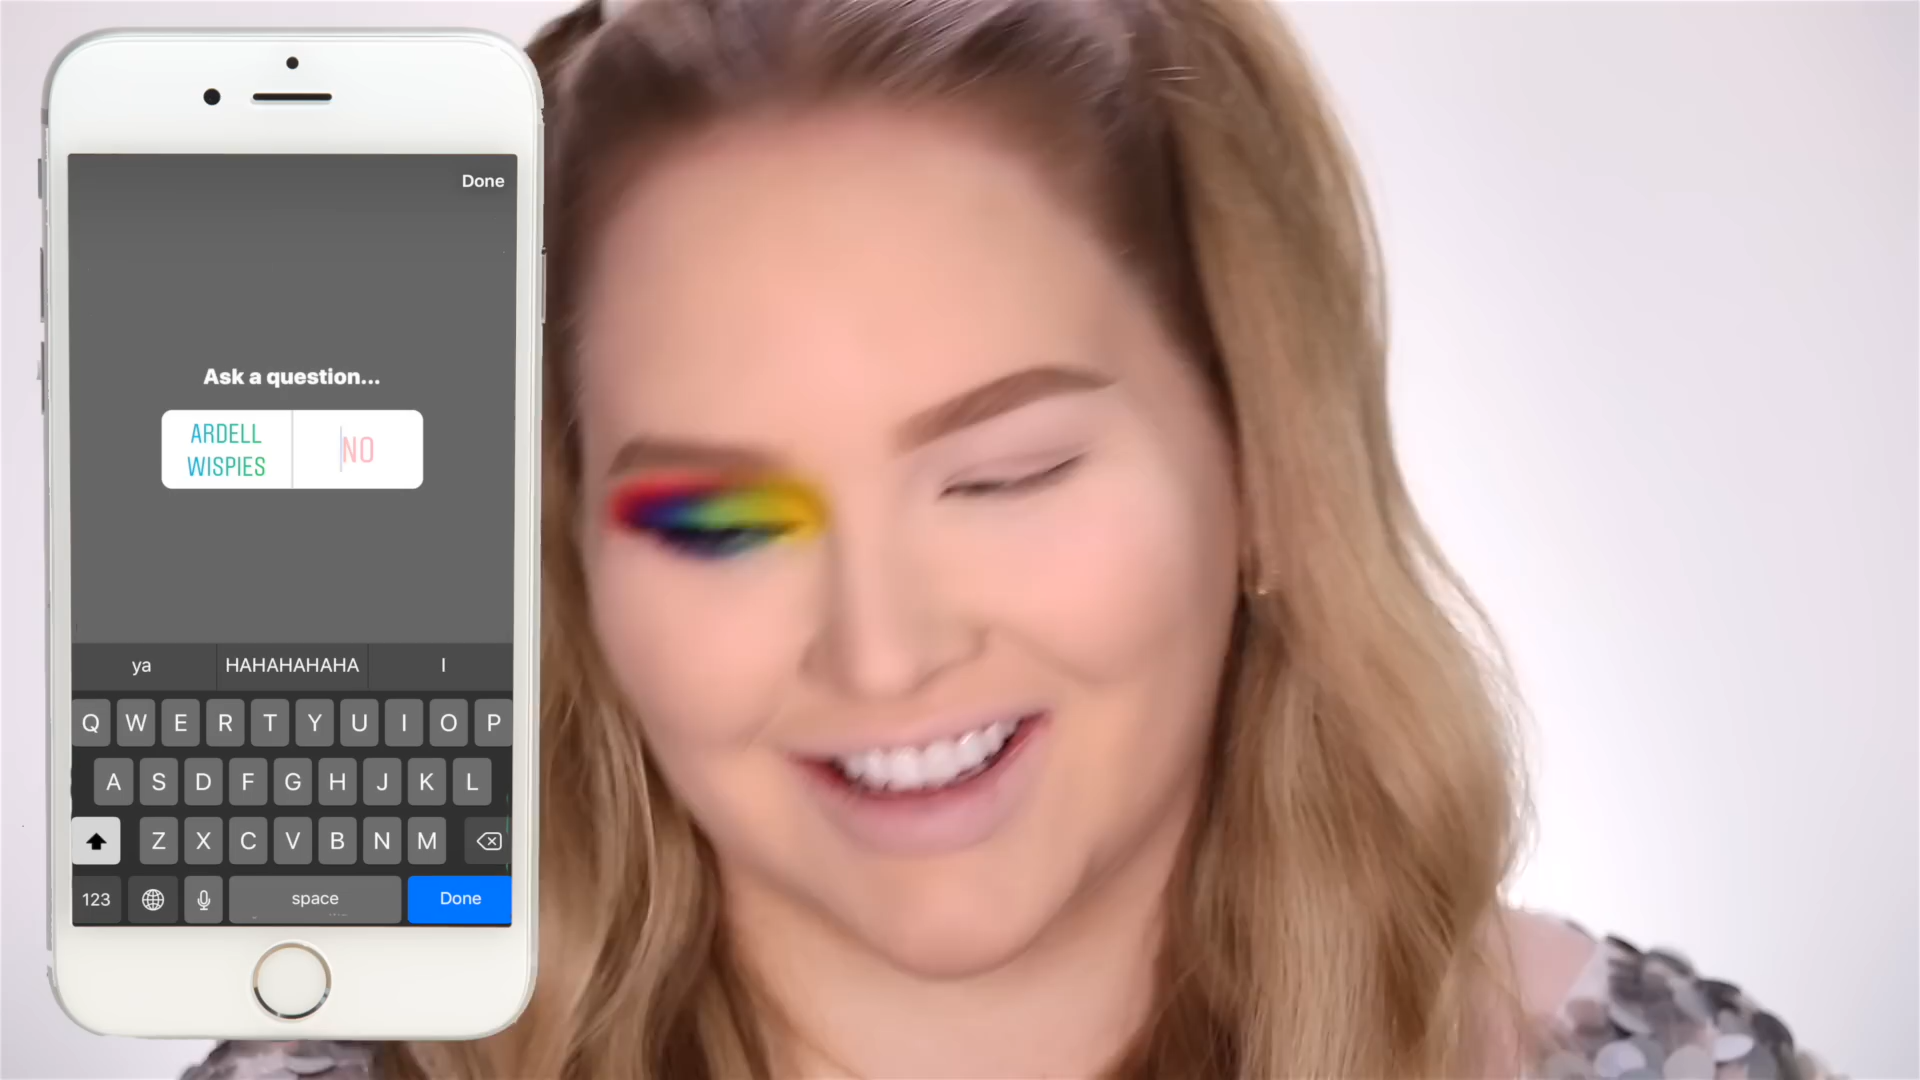 Done
Ask a question...
ARDELL
WISPIES
NO
ya HAHAHAHAHA I
Q W E R T Y U I O P
A S D F G H J K L
Z X C V B N M
123 space Done